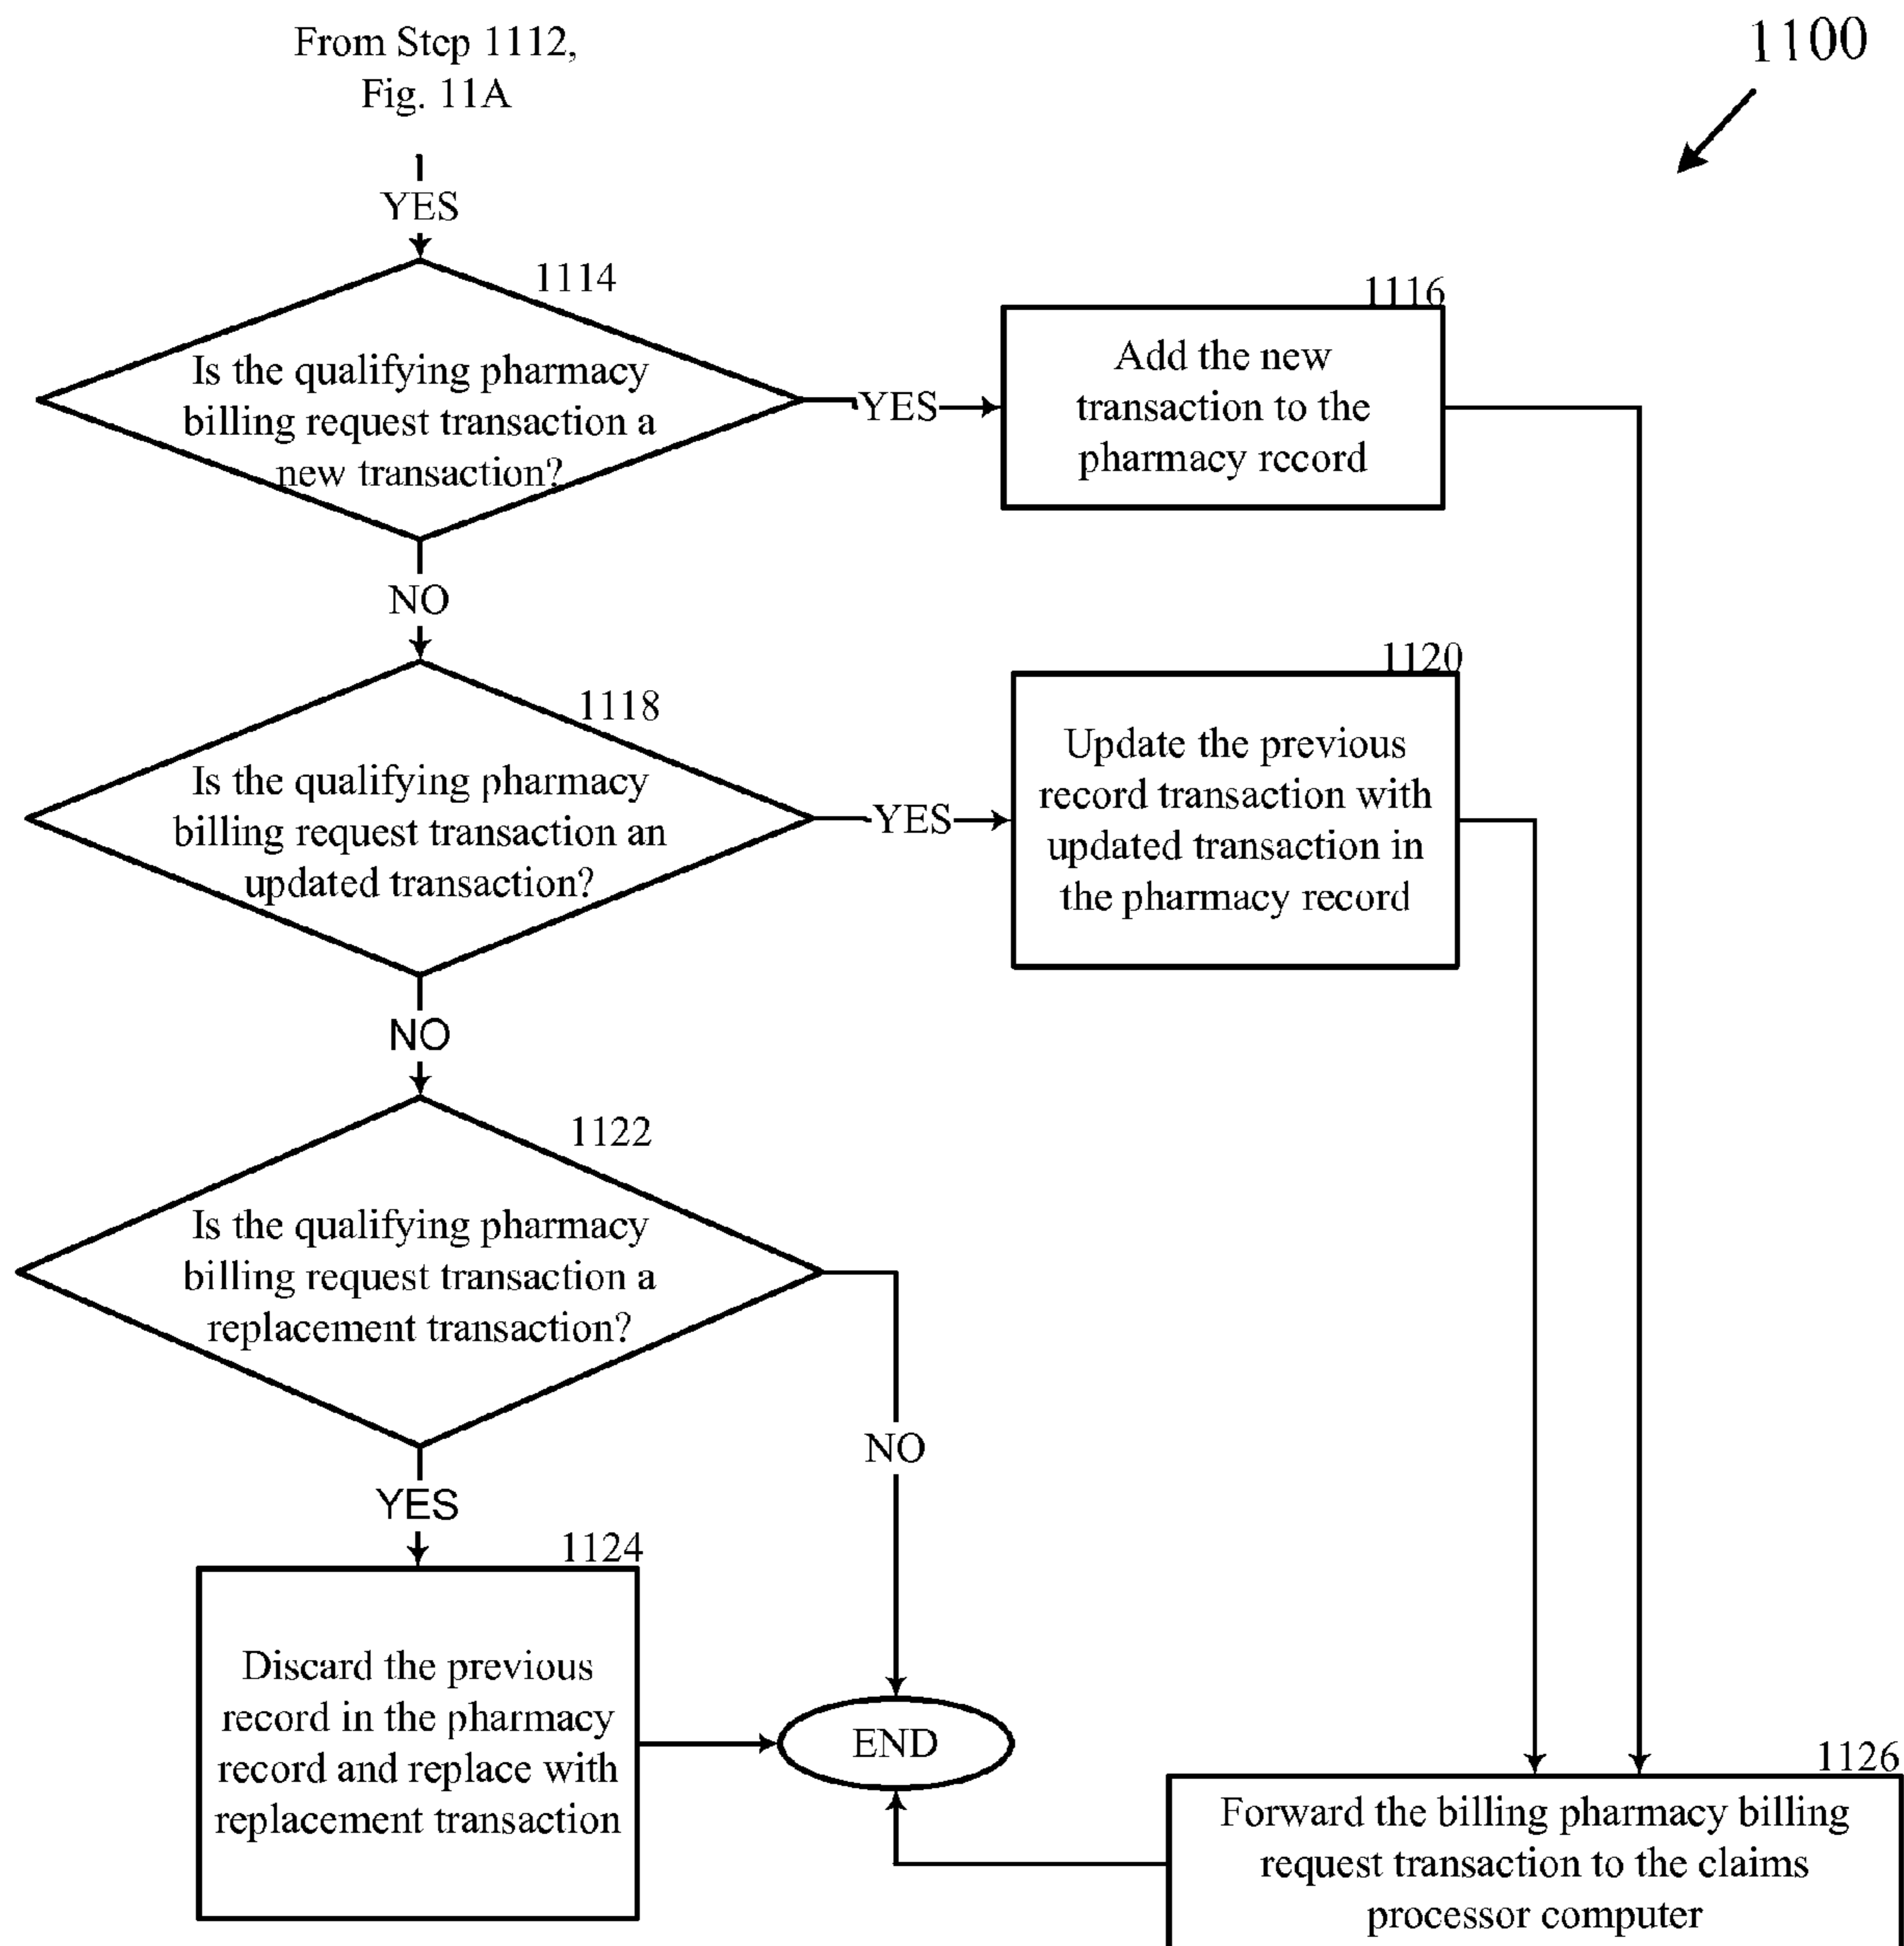 From Step 1112,
Fig. 11A
1100
YES
1114
Is the qualifying pharmacy
billing request transaction a
new transaction?
YES
1116
Add the new
transaction to the
pharmacy record
NO
1118
Is the qualifying pharmacy
billing request transaction an
updated transaction?
YES
1120
Update the previous
record transaction with
updated transaction in
the pharmacy record
NO
1122
Is the qualifying pharmacy
billing request transaction a
replacement transaction?
NO
YES
1124
Discard the previous
record in the pharmacy
record and replace with
replacement transaction
END
1126
Forward the billing pharmacy billing
request transaction to the claims
processor computer